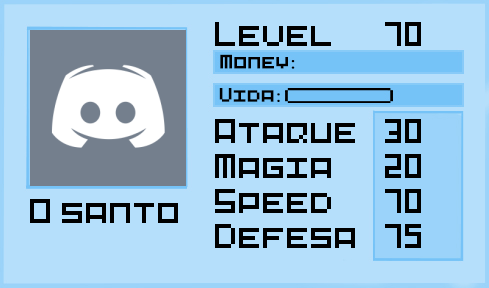 Level 70
Money:
Vida:
Ataque 30
Magia 20
Speed 70
Defesa 75
O santo